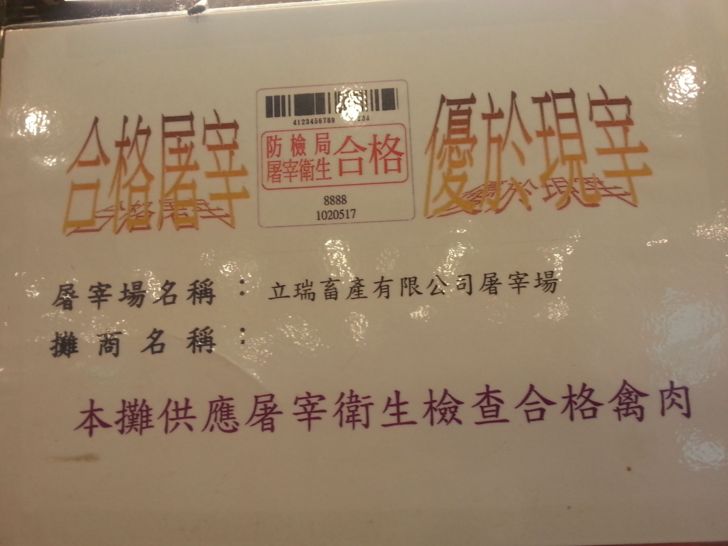 合格屠宰
4123456789 1234
防檢局
屠宰衛生
合格
8888
1020517
優於現宰
屠宰場名稱：立瑞畜產有限公司屠宰場
攤商名稱：
本攤供應屠宰衛生檢查合格禽肉